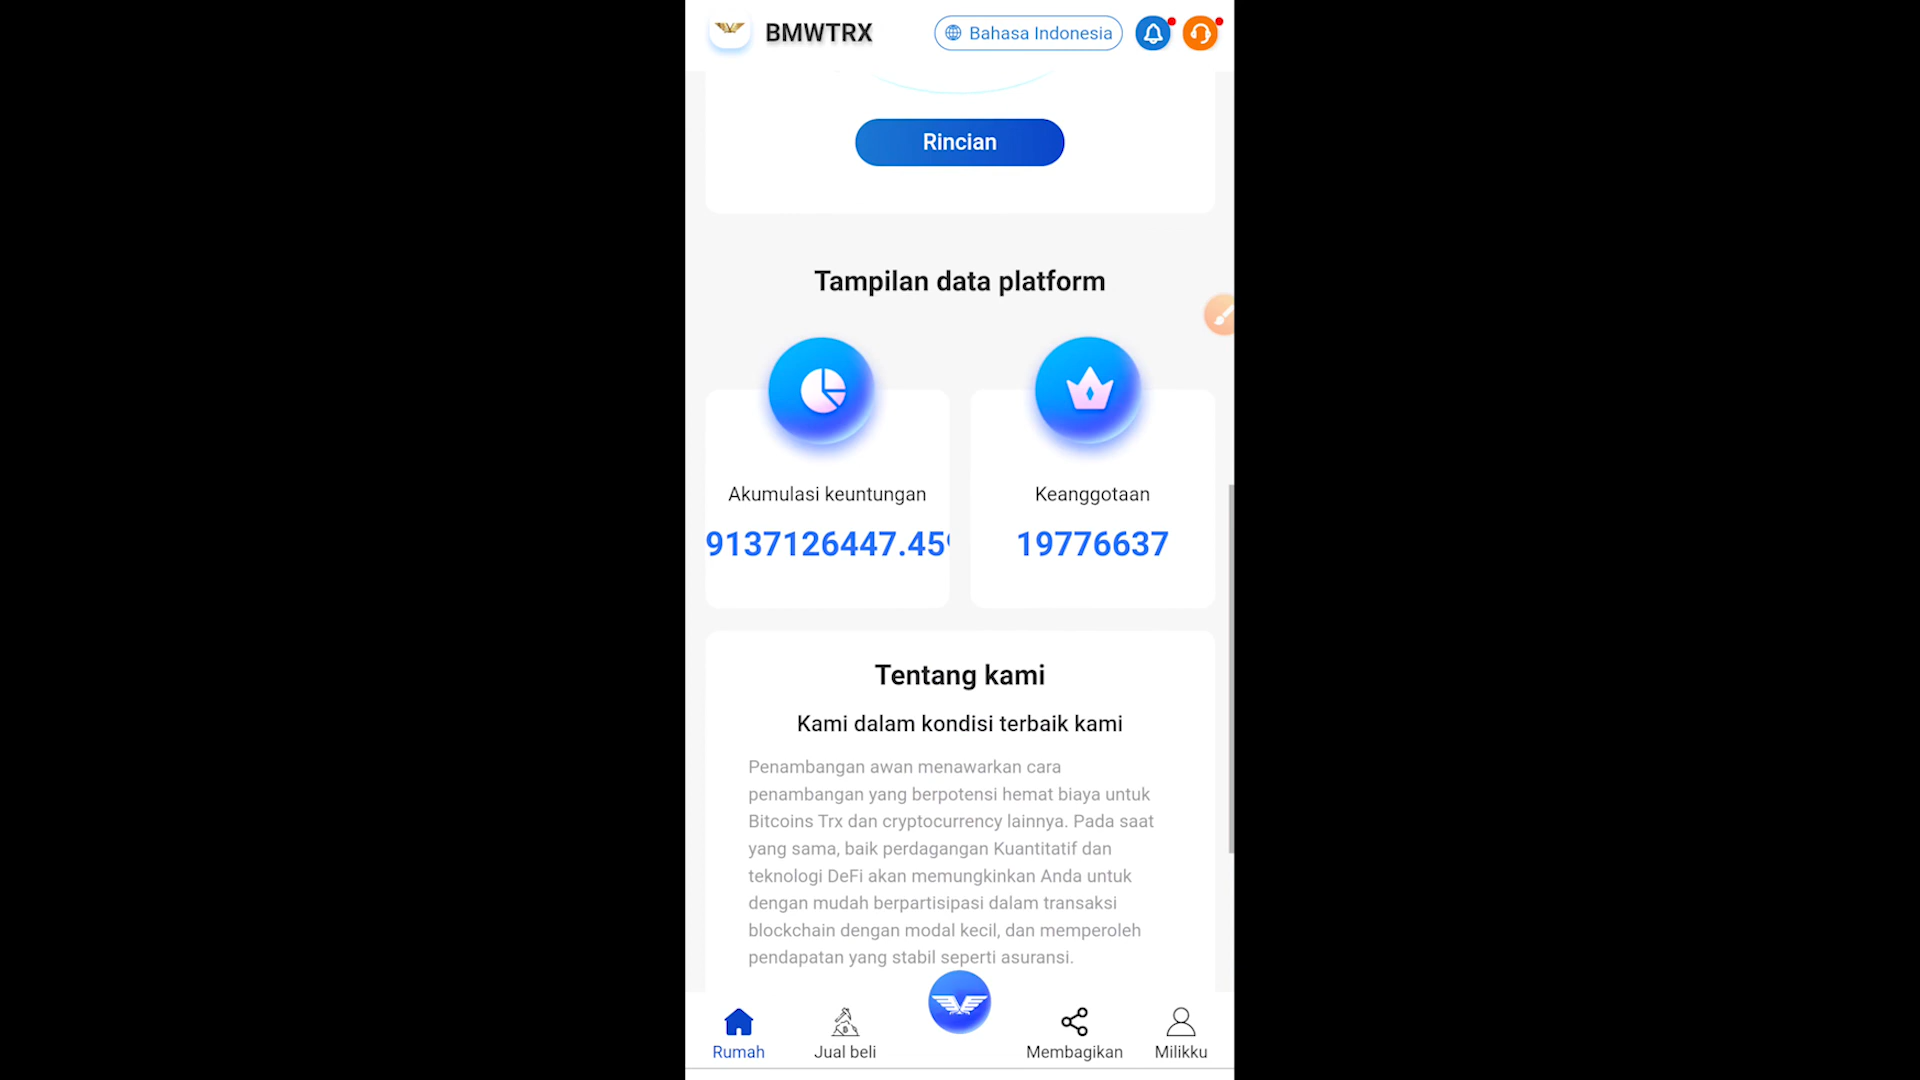 BMWTRX
Bahasa Indonesia
Rincian
Tampilan data platform
Akumulasi keuntungan
Keanggotaan
9137126447.45
19776637
Tentang kami
Kami dalam kondisi terbaik kami
Penambangan awan menawarkan cara
penambangan yang berpotensi hemat biaya untuk
Bitcoins Trx dan cryptocurrency lainnya. Pada saat
yang sama, baik perdagangan Kuantitatif dan
teknologi DeFi akan memungkinkan Anda untuk
dengan mudah berpartisipasi dalam transaksi
blockchain dengan modal kecil, dan memperoleh
pendapatan yang stabil seperti asuransi.
Rumah
Jual beli
Membagikan
Milikku